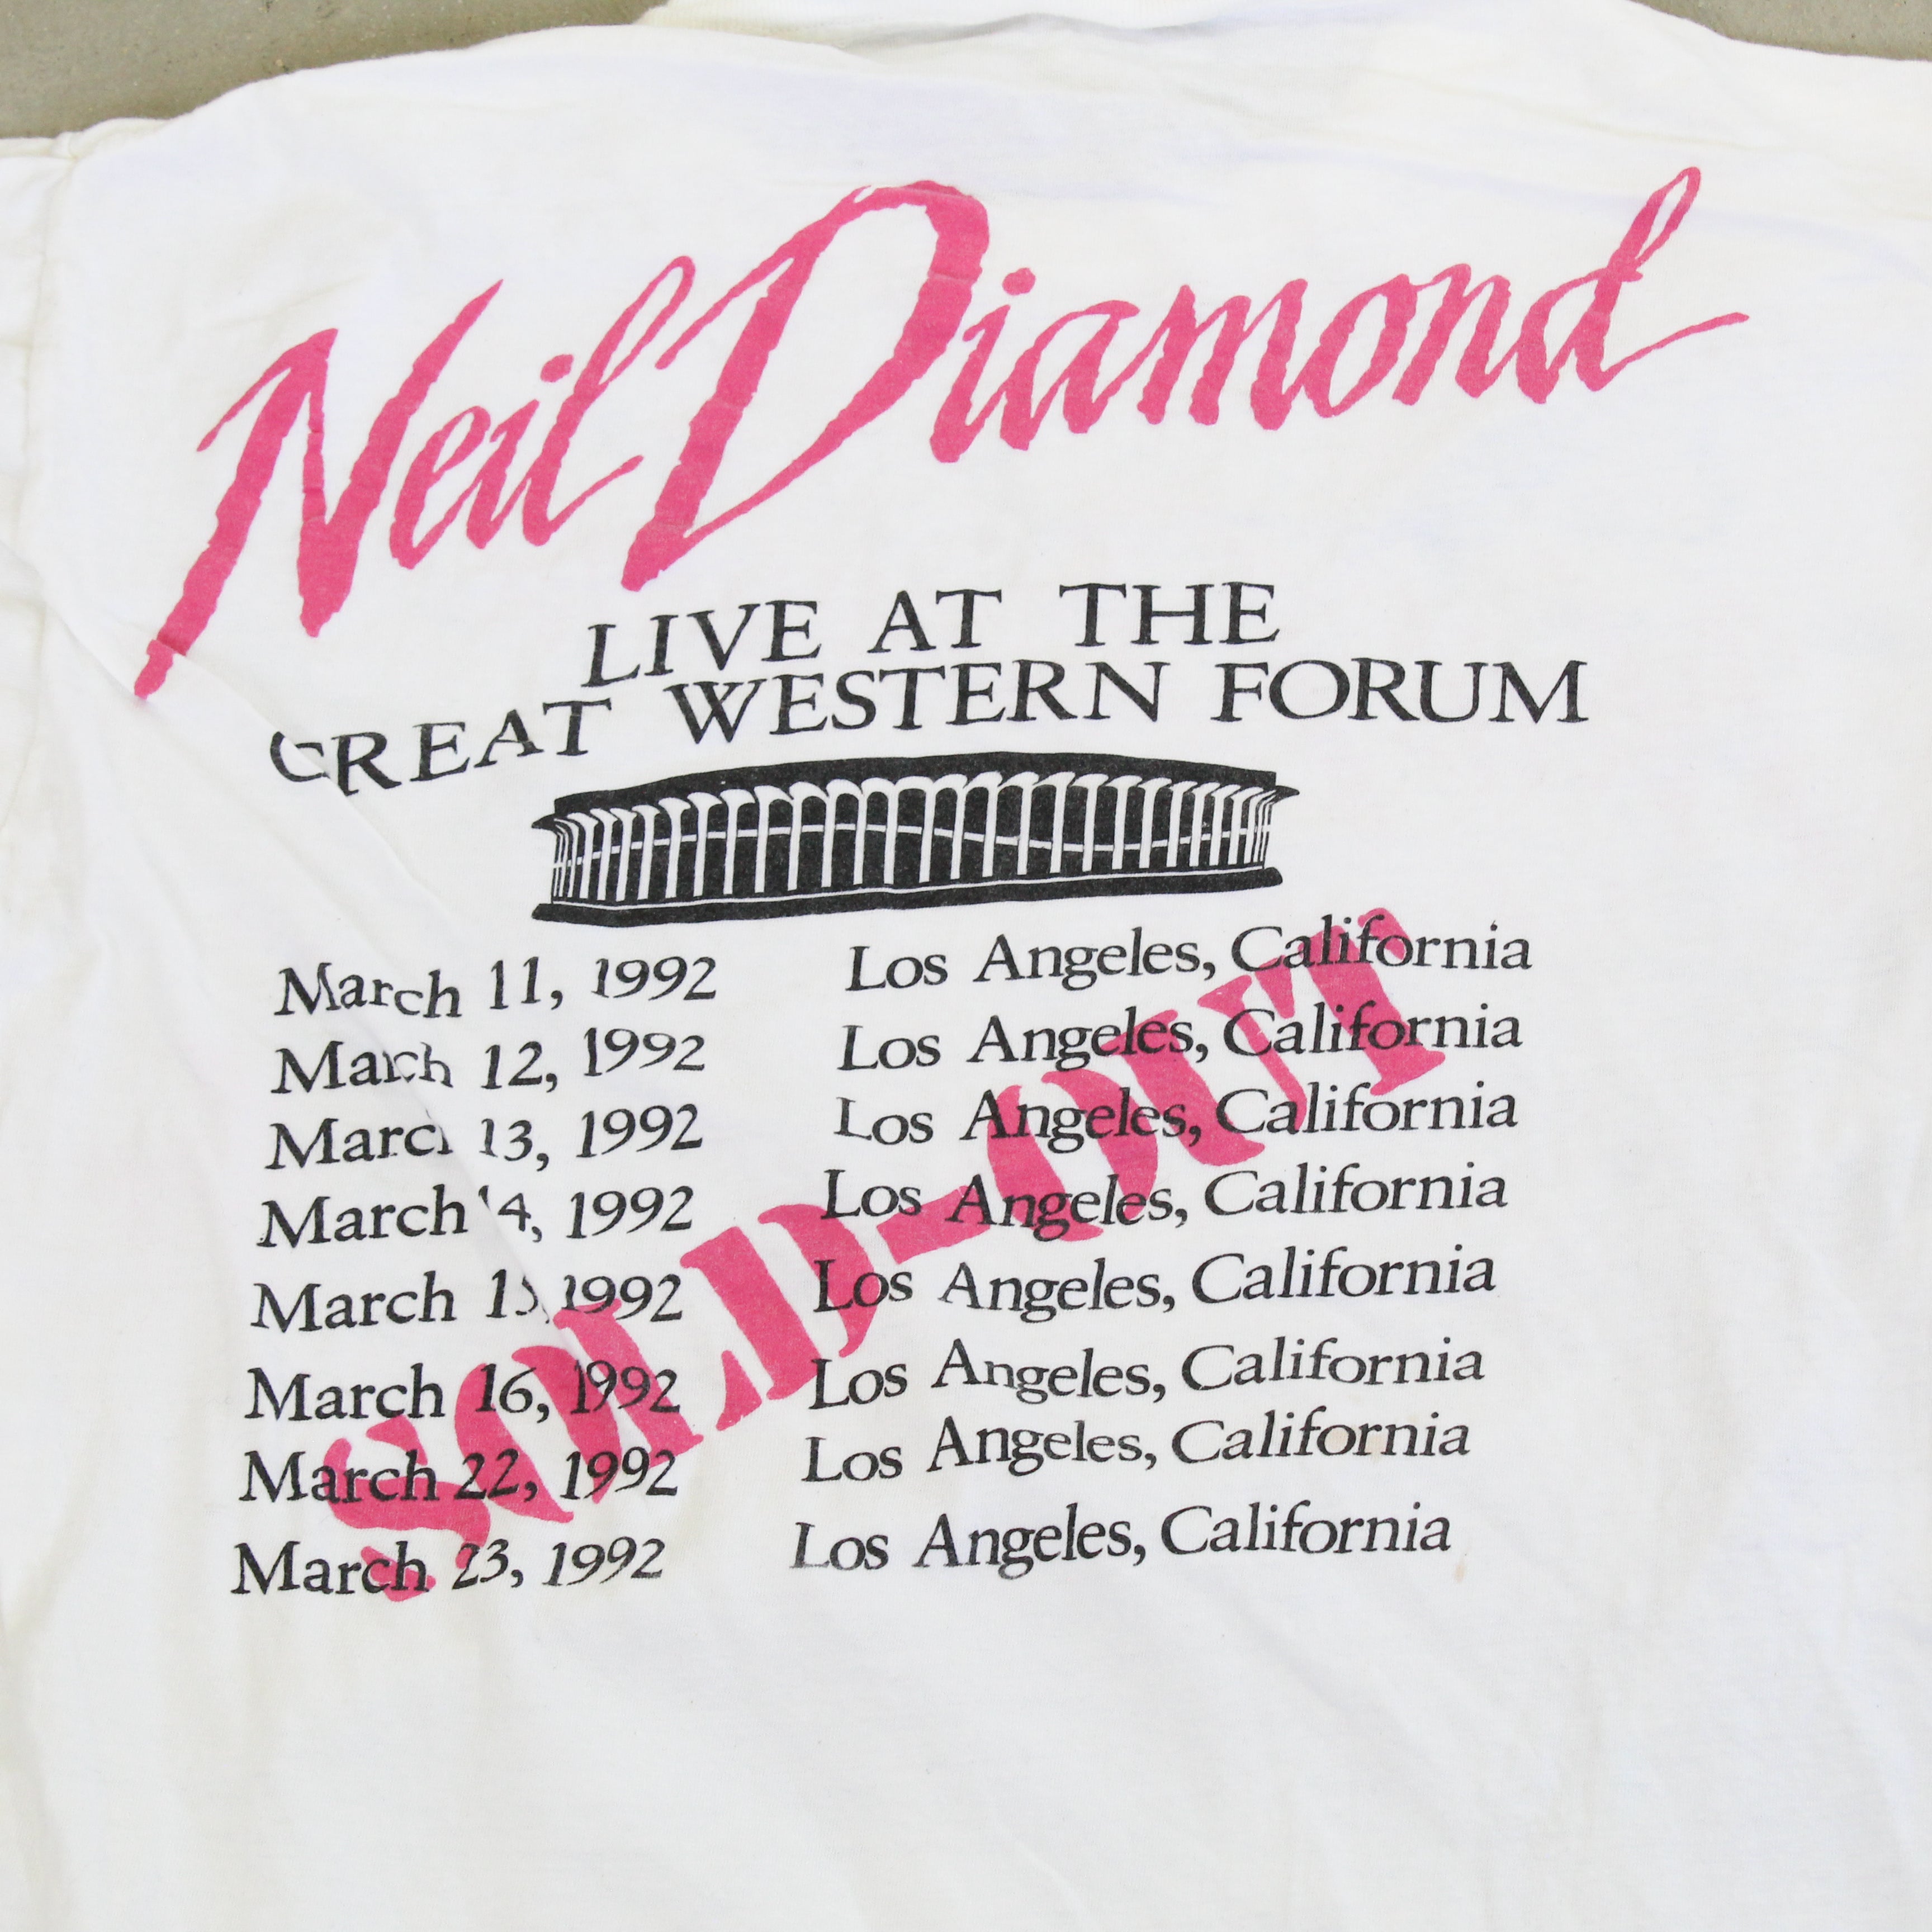 Neil Diamond
LIVE AT THE
GREAT WESTERN FORUM
March 11, 1992 Los Angeles, California
March 12, 1992 Los Angeles, California
March 13, 1992 Los Angeles, California
March 14, 1992 Los Angeles, California
March 15, 1992 Los Angeles, California
March 16, 1992 Los Angeles, California
March 22, 1992 Los Angeles, California
March 23, 1992 Los Angeles, California
SOLD-OUT